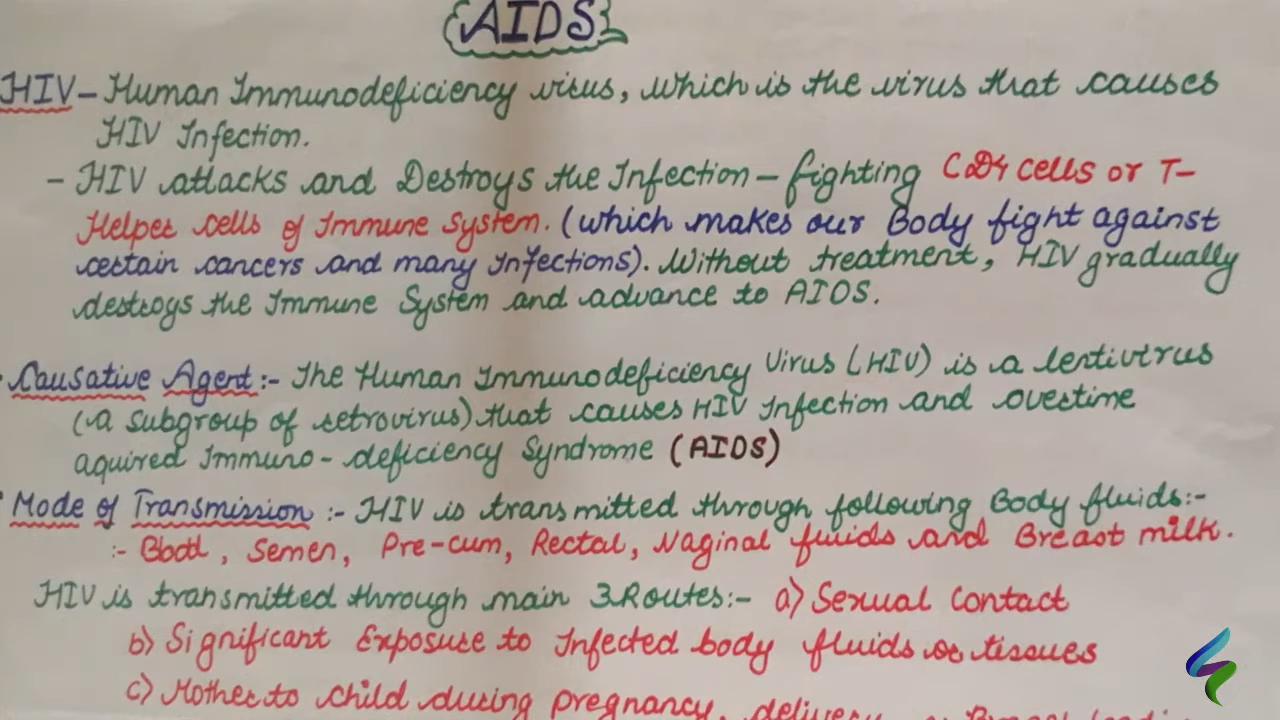 AIDS
HIV - Human Immunodeficiency virus, which is the virus that causes
HIV Infection.
- HIV attacks and Destroys the Infection - fighting CD4 cells or T-
Helper cells of Immune System. (which makes our Body fight against
certain cancers and many Infections). Without treatment, HIV gradually
destroys the Immune System and advance to AIDS.
Causative Agent :- The Human Immunodeficiency Virus (HIV) is a lentivirus
(a subgroup of retrovirus) that causes HIV Infection and overtime
aquired Immuno-deficiency Syndrome (AIDS)
Mode of Transmission :- HIV is transmitted through following Body fluids:-
:- , Semen, Pre-cum, Rectal, Vaginal fluids and Breast milk.
HIV is transmitted through main 3 Routes:- a) Sexual Contact
b) Significant Exposure to Infected body fluids or tissues
c) Mother to child during pregnancy, delivery